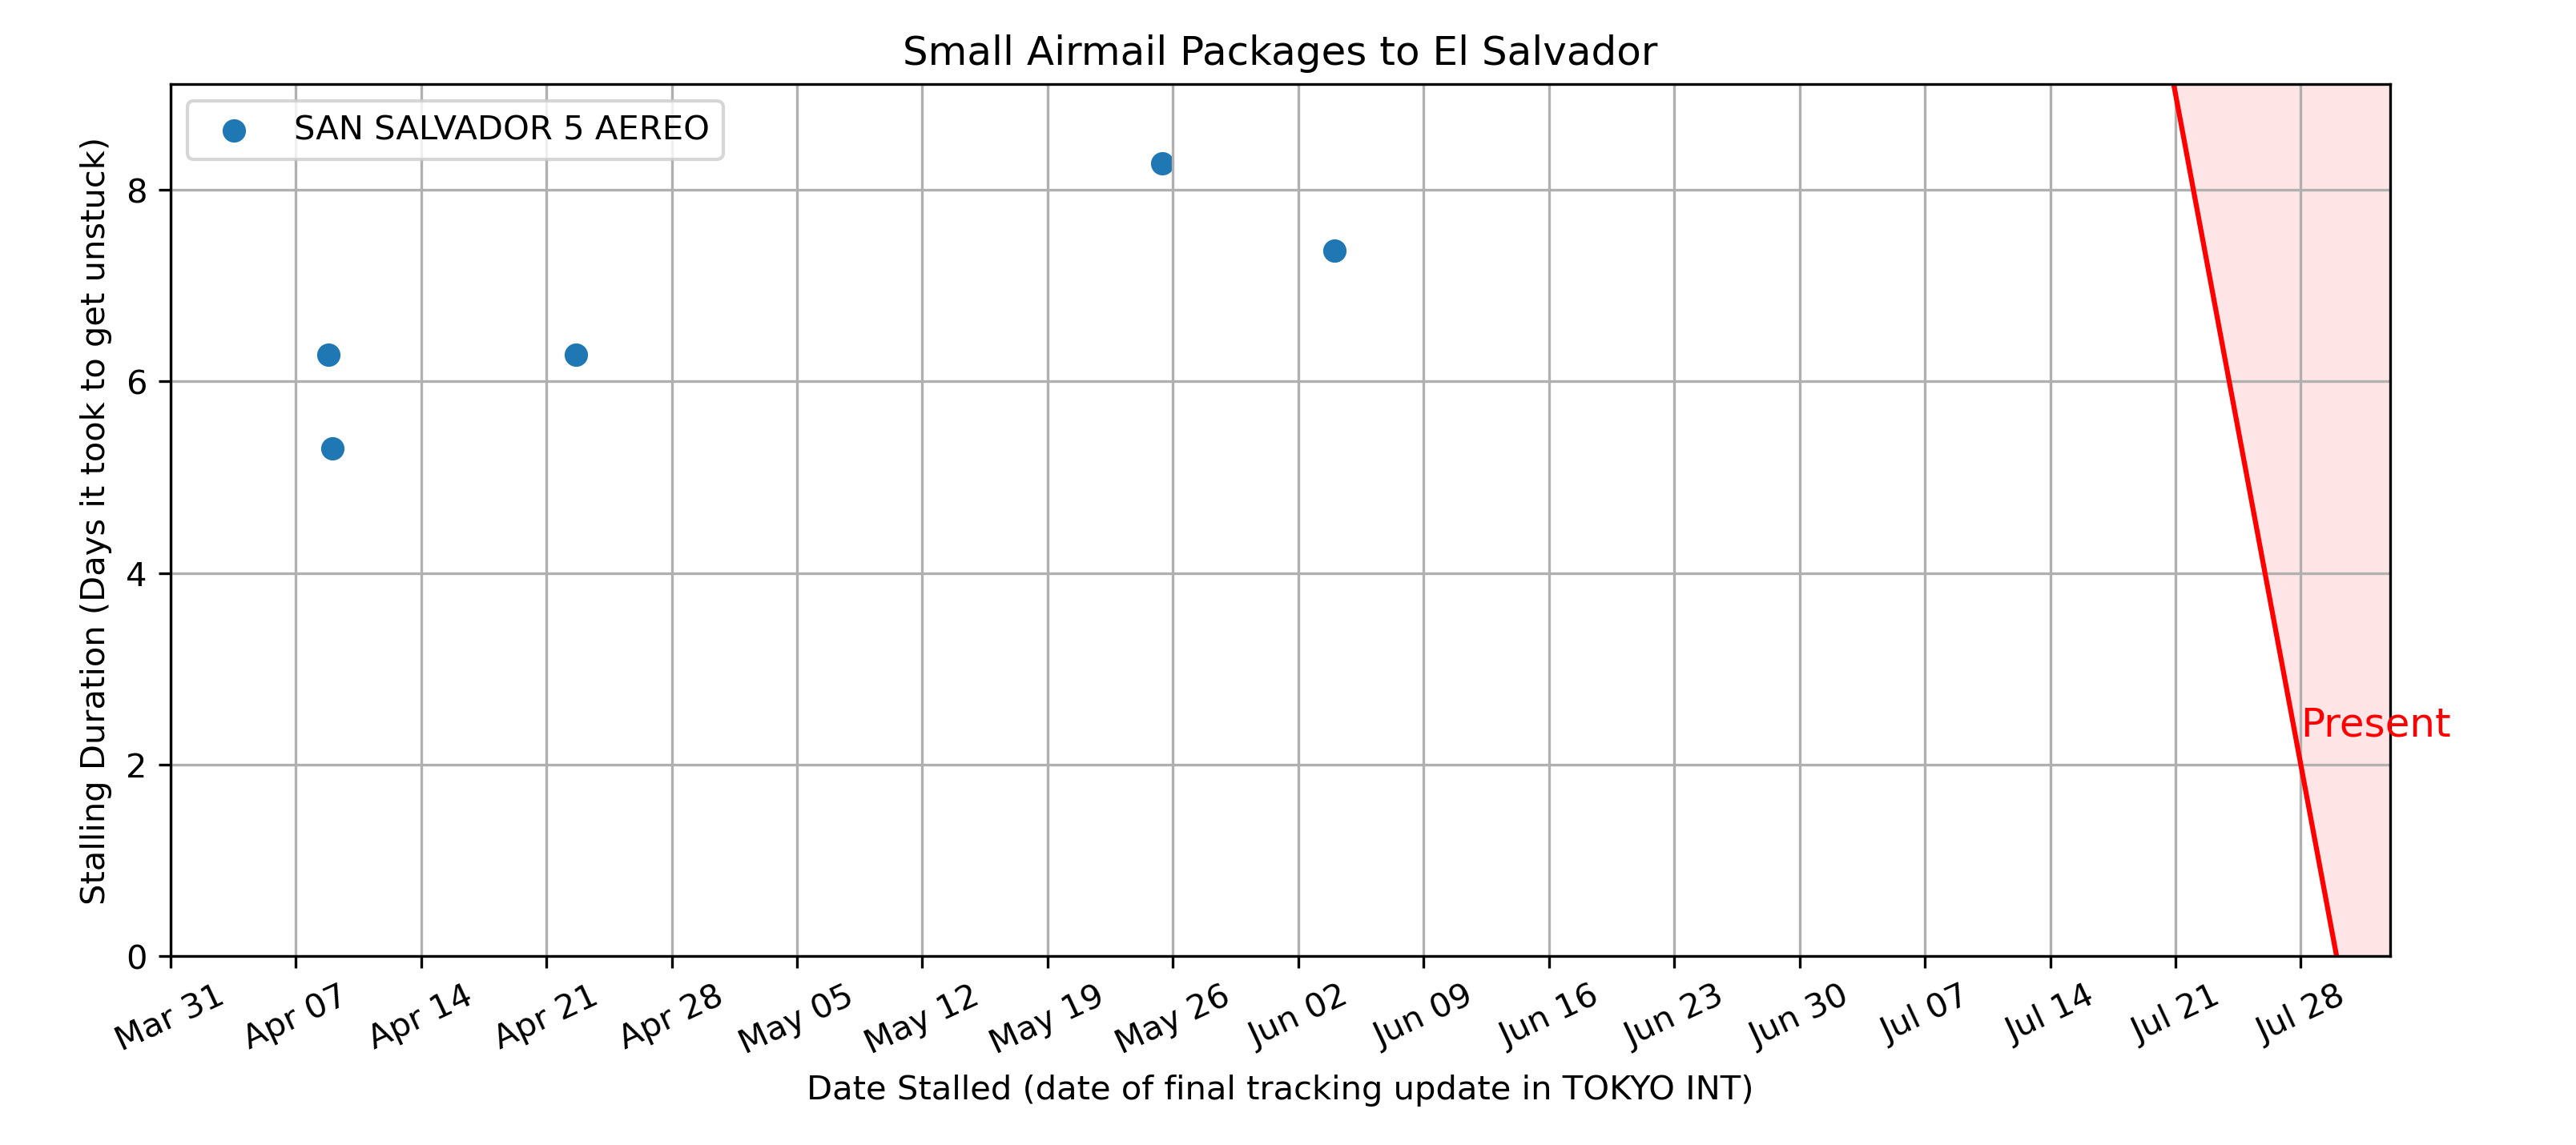 Small Airmail Packages to El Salvador
SAN SALVADOR 5 AEREO
Stalling Duration (Days it took to get unstuck)
8
6
4
2
0
Present
Mar 31
Apr 07
Apr 14
Apr 21
Apr 28
May 05
May 12
May 19
May 26
Jun 02
Jun 09
Jun 16
Jun 23
Jun 30
Jul 07
Jul 14
Jul 21
Jul 28
Date Stalled (date of final tracking update in TOKYO INT)